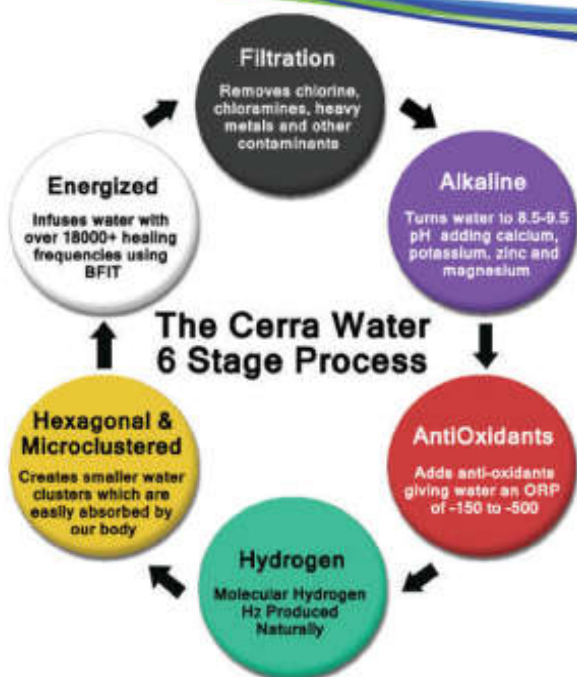 Filtration
Removes chlorine,
chloramines, heavy
metals and other
contaminants
Alkaline
Turns water to 8.5-9.5
pH adding calcium,
potassium, zinc and
magnesium
AntiOxidants
Adds anti-oxidants
giving water an ORP
of -150 to -500
Hydrogen
Molecular Hydrogen
Hz Produced
Naturally
Hexagonal &
Microclustered
Creates smaller water
clusters which are
easily absorbed by
our body
Energized
Infuses water with
over 18000+ healing
frequencies using
BFIT
The Cerra Water
6 Stage Process